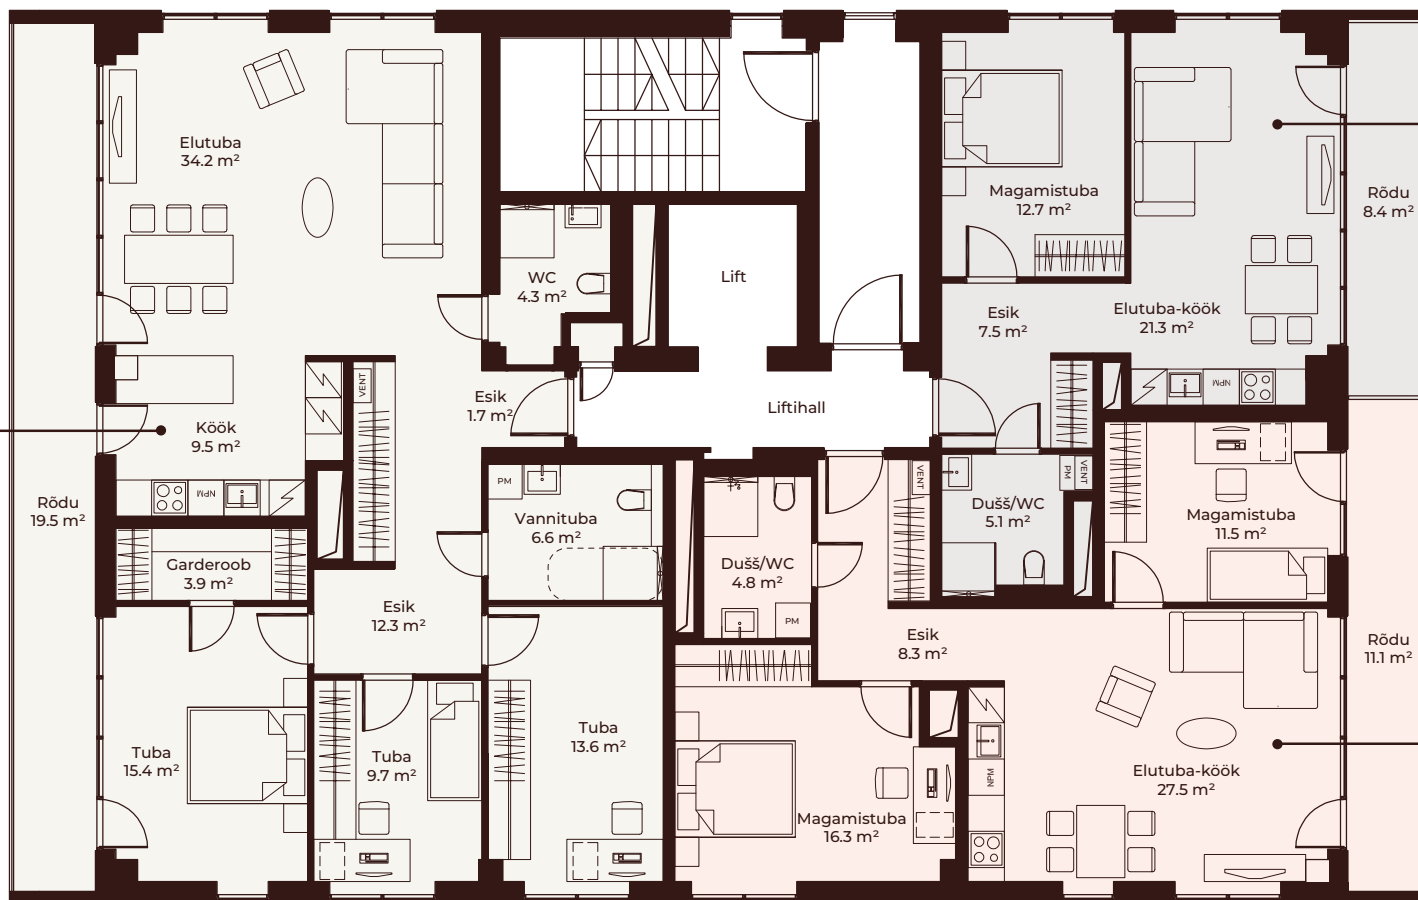 Elutuba
34.2 m²
Magamistuba
12.7 m²
Rõdu
8.4 m²
WC
4.3 m²
Lift
Esik
7.5 m²
Elutuba-köök
21.3 m²
VENT
Esik
1.7 m²
Liftihall
NPM
Köök
9.5 m²
Rõdu
19.5 m²
NPM
PM
Vannituba
6.6 m²
VENT
PM
VENT
Dušš/WC
5.1 m²
Magamistuba
11.5 m²
Garderoob
3.9 m²
Dušš/WC
4.8 m²
Esik
12.3 m²
PM
Esik
8.3 m²
Rõdu
11.1 m²
Tuba
15.4 m²
Tuba
9.7 m²
Tuba
13.6 m²
NPM
Elutuba-köök
27.5 m²
Magamistuba
16.3 m²